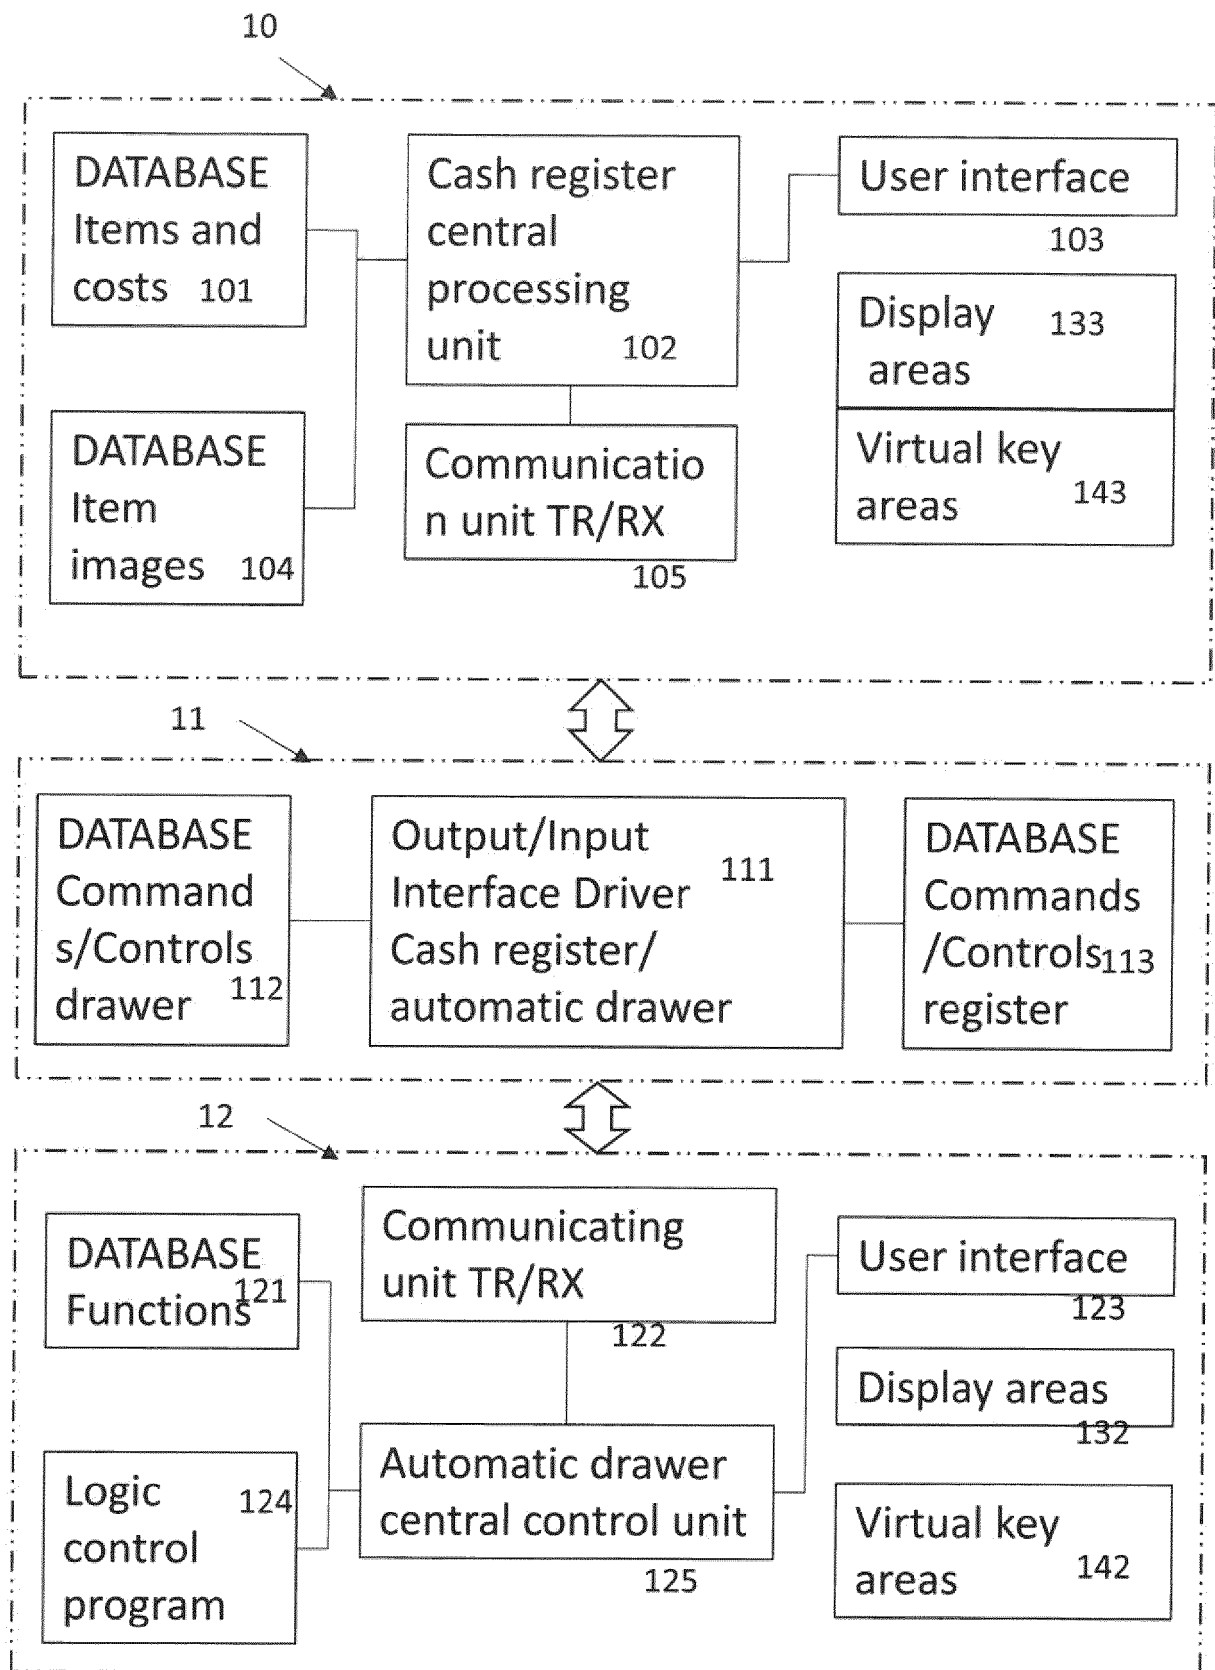 10
DATABASE
Items and
costs 101
Cash register
central
processing
unit 102
User interface
103
Display 133
areas
Virtual key
areas 143
DATABASE
Item
images 104
Communicatio
n unit TR/RX
105
11
DATABASE
Command
s/Controls
drawer 112
Output/Input
Interface Driver 111
Cash register/
automatic drawer
DATABASE
Commands
/Controls 113
register
12
DATABASE
Functions 121
Communicating
unit TR/RX
122
User interface
123
Display areas
132
Logic 124
control
program
Automatic drawer
central control unit
125
Virtual key
areas 142